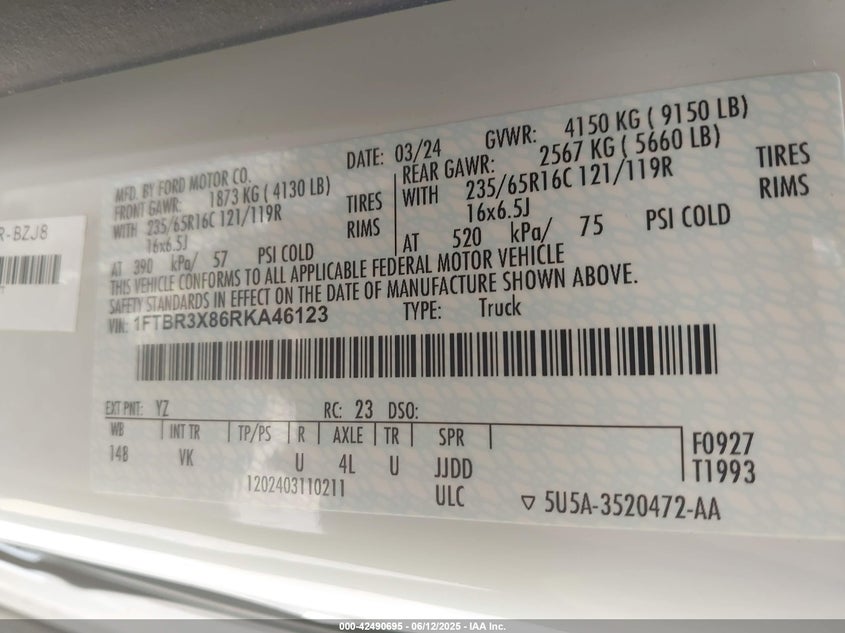 MFD. BY FORD MOTOR CO.
DATE: 03/24
GVWR: 4150 KG ( 9150 LB)
FRONT GAWR: 1873 KG ( 4130 LB)
REAR GAWR: 2567 KG ( 5660 LB)
WITH 235/65R16C 121/119R TIRES
WITH 235/65R16C 121/119R TIRES
16x6.5J RIMS
16x6.5J RIMS
AT 390 kPa/ 57 PSI COLD
AT 520 kPa/ 75 PSI COLD
THIS VEHICLE CONFORMS TO ALL APPLICABLE FEDERAL MOTOR VEHICLE
SAFETY STANDARDS IN EFFECT ON THE DATE OF MANUFACTURE SHOWN ABOVE.
VIN: 1FTBR3X86RKA46123
TYPE: Truck
EXT PNT: YZ RC: 23 DSO:
WB INT TR TP/PS R AXLE TR SPR
148 VK U 4L U JJDD
F0927
T1993
1202403110211
ULC
▽ 5U5A-3520472-AA
R-BZJ8
000-42490695 - 06/12/2025 - IAA Inc.